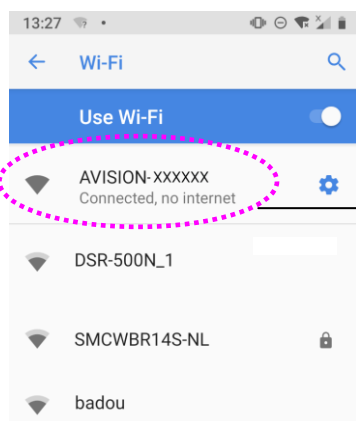 13:27
Wi-Fi
Use Wi-Fi
AVISION-XXXXXX
Connected, no internet
DSR-500N_1
SMCWBR14S-NL
badou